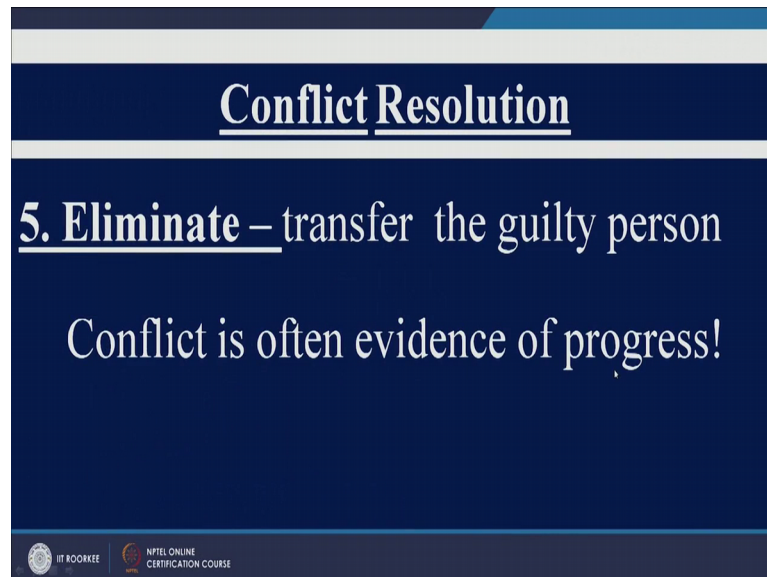 Conflict Resolution
5. Eliminate – transfer the guilty person
Conflict is often evidence of progress!
IIT ROORKEE
NPTEL ONLINE
CERTIFICATION COURSE